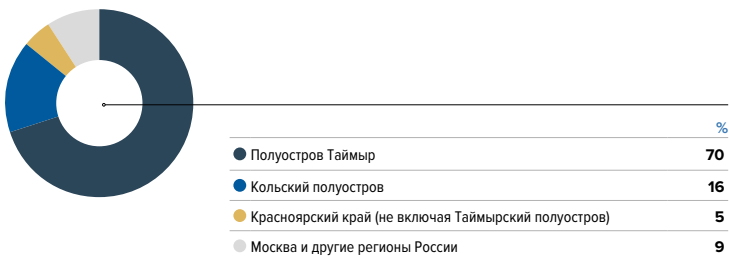 %
Полуостров Таймыр 70
Кольский полуостров 16
Красноярский край (не включая Таймырский полуостров) 5
Москва и другие регионы России 9